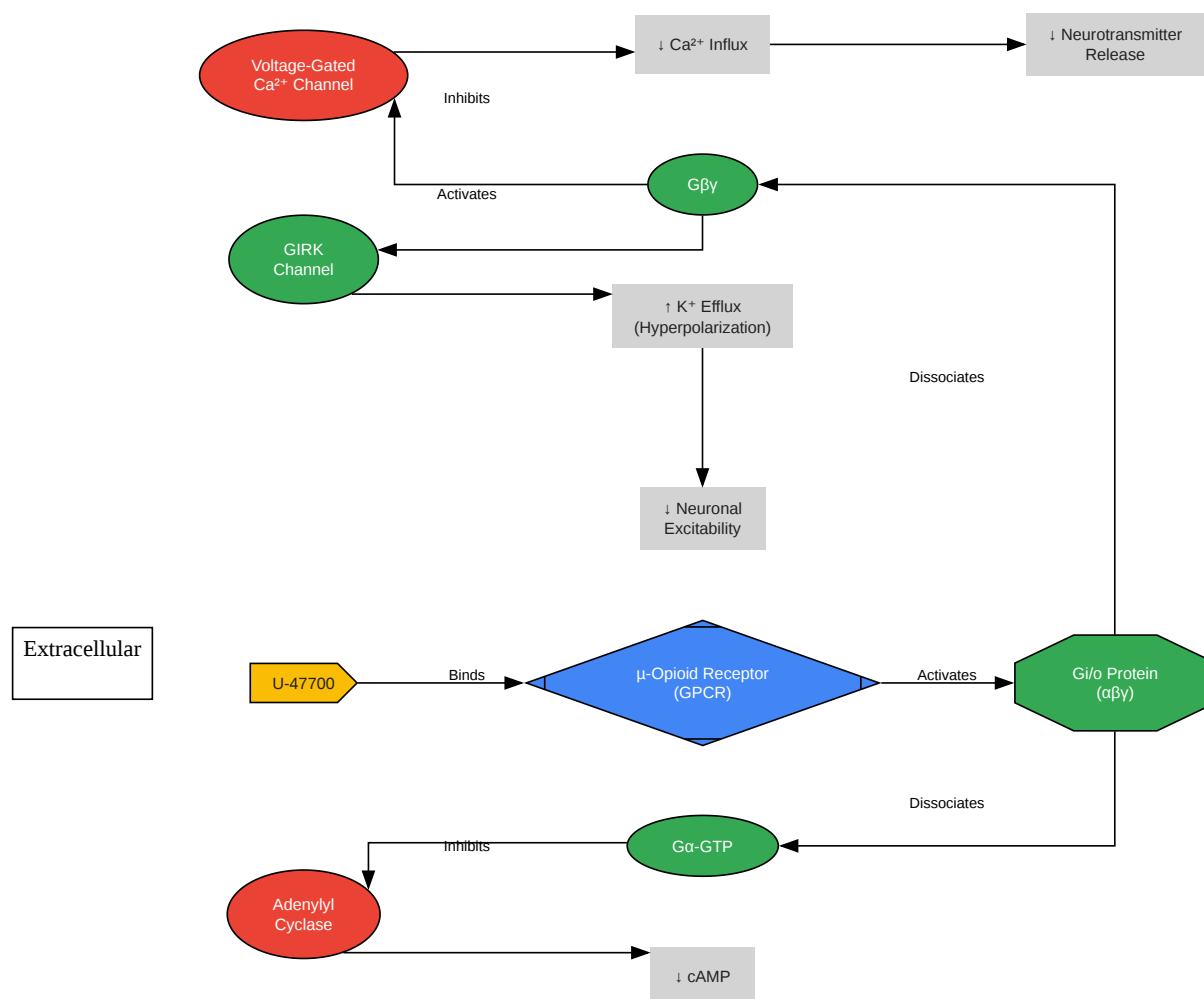 Voltage-Gated
Ca²⁺ Channel
↓ Ca²⁺ Influx
↓ Neurotransmitter
Release
Inhibits
Gβγ
Activates
GIRK
Channel
↑ K⁺ Efflux
(Hyperpolarization)
Dissociates
↓ Neuronal
Excitability
Extracellular
U-47700
Binds
µ-Opioid Receptor
(GPCR)
Activates
Gi/o Protein
(αβγ)
Dissociates
Inhibits
Gα-GTP
Adenylyl
Cyclase
↓ cAMP